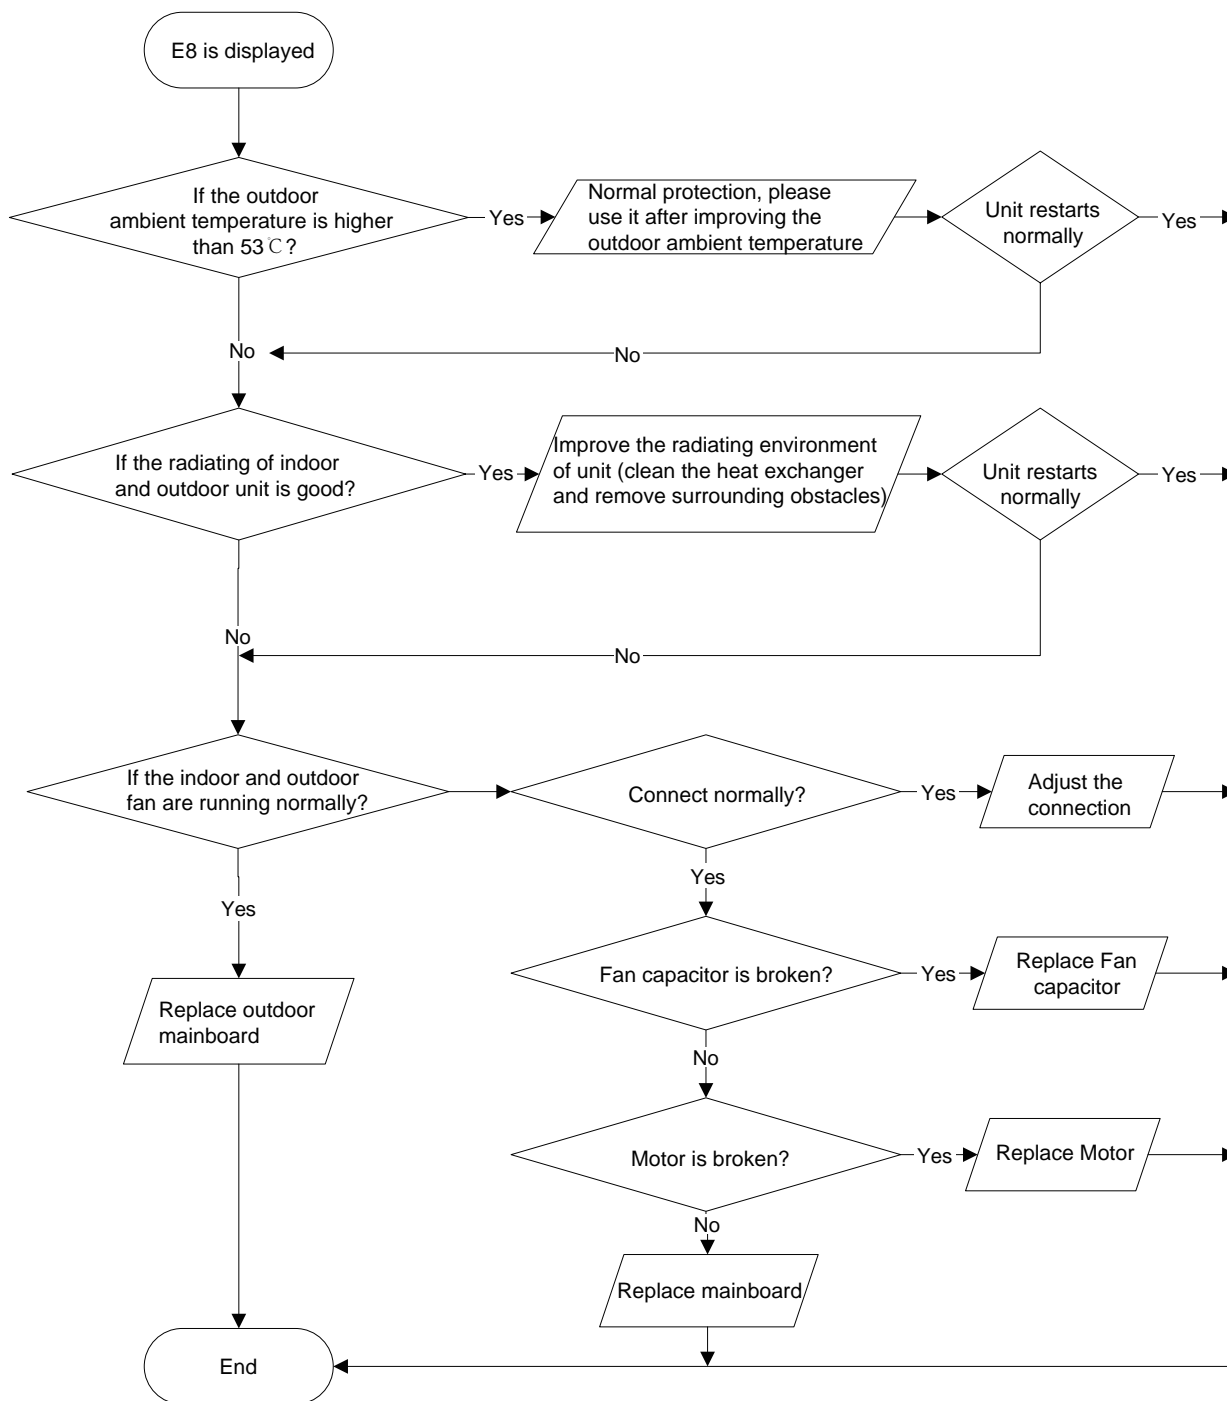 E8 is displayed
If the outdoor
ambient temperature is higher
than 53℃?
Yes
Normal protection, please
use it after improving the
outdoor ambient temperature
Unit restarts
normally
Yes
No
No
If the radiating of indoor
and outdoor unit is good?
Yes
Improve the radiating environment
of unit (clean the heat exchanger
and remove surrounding obstacles)
Unit restarts
normally
Yes
No
No
If the indoor and outdoor
fan are running normally?
Connect normally?
Yes
Adjust the
connection
Yes
Yes
Fan capacitor is broken?
Yes
Replace Fan
capacitor
Replace outdoor
mainboard
No
Motor is broken?
Yes
Replace Motor
No
Replace mainboard
End